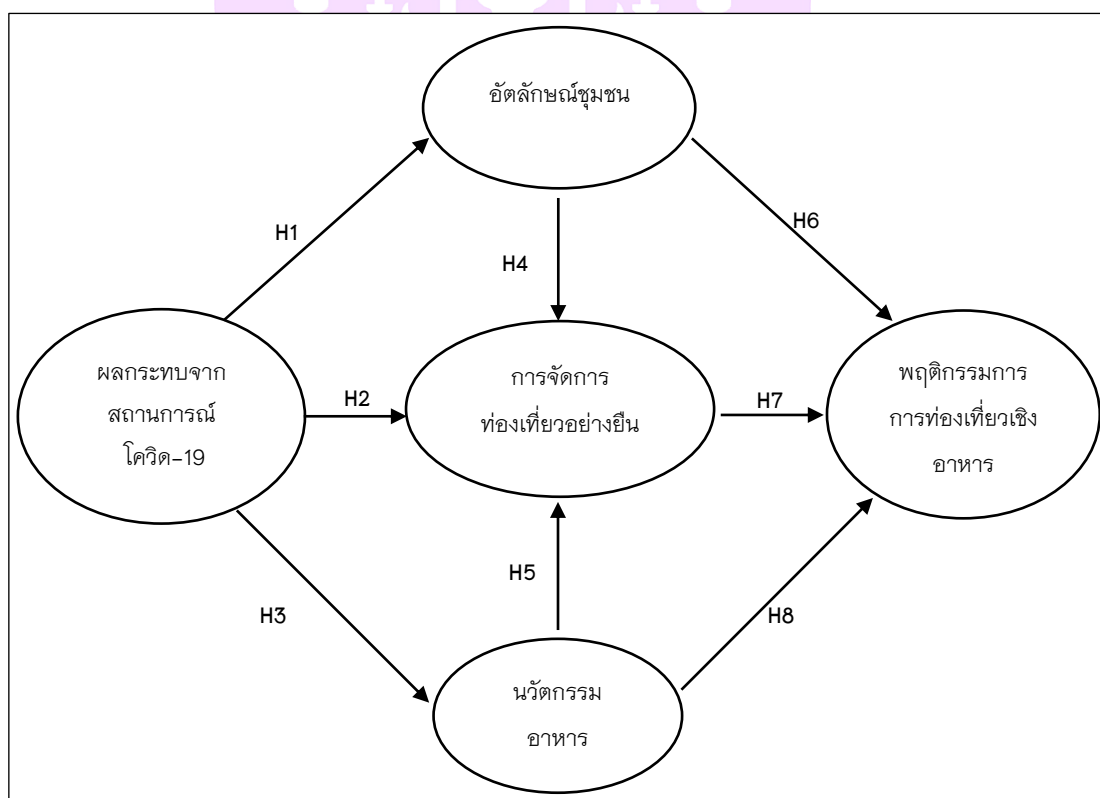 อัตลักษณ์ชุมชน
H1
H6
H4
ผลกระทบจาก
สถานการณ์
โควิด-19
H2
การจัดการ
ท่องเที่ยวอย่างยืน
H7
พฤติกรรมการ
การท่องเที่ยวเชิง
อาหาร
H3
H5
H8
นวัตกรรม
อาหาร